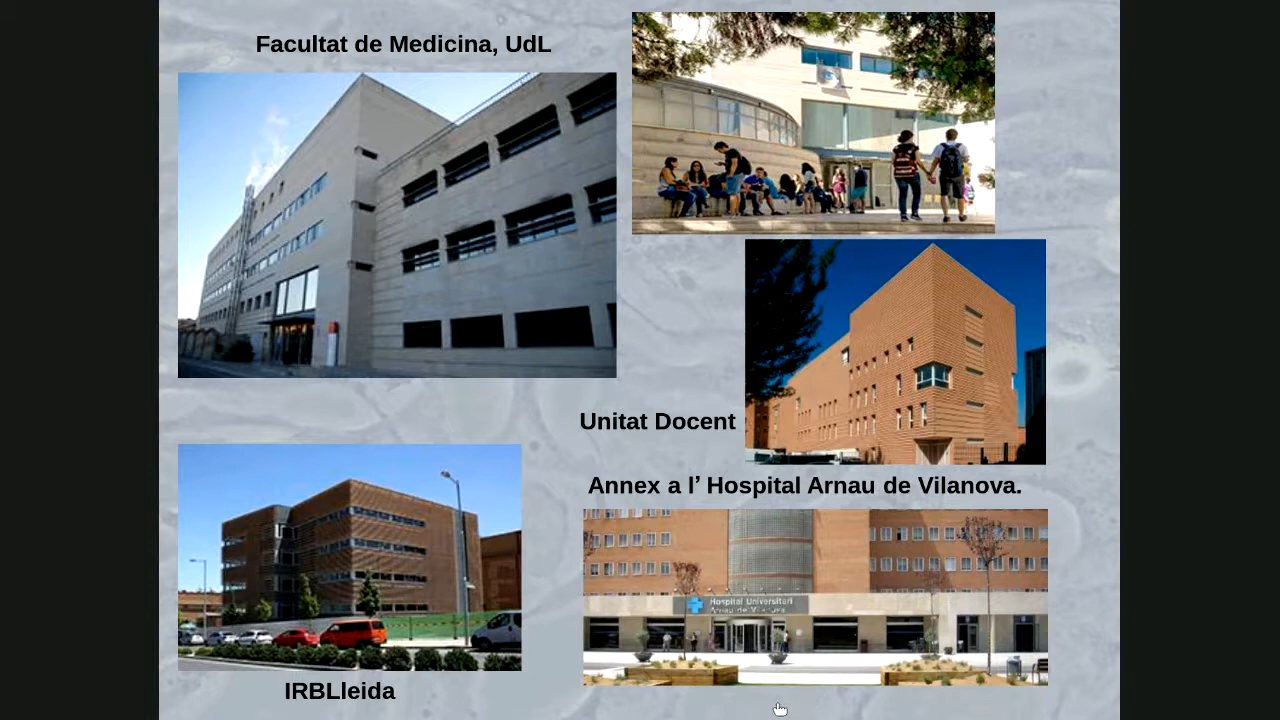 Facultat de Medicina, UdL
Unitat Docent
Annex a l’ Hospital Arnau de Vilanova.
Hospital Universitari
Arnau de Vilanova
IRBLleida